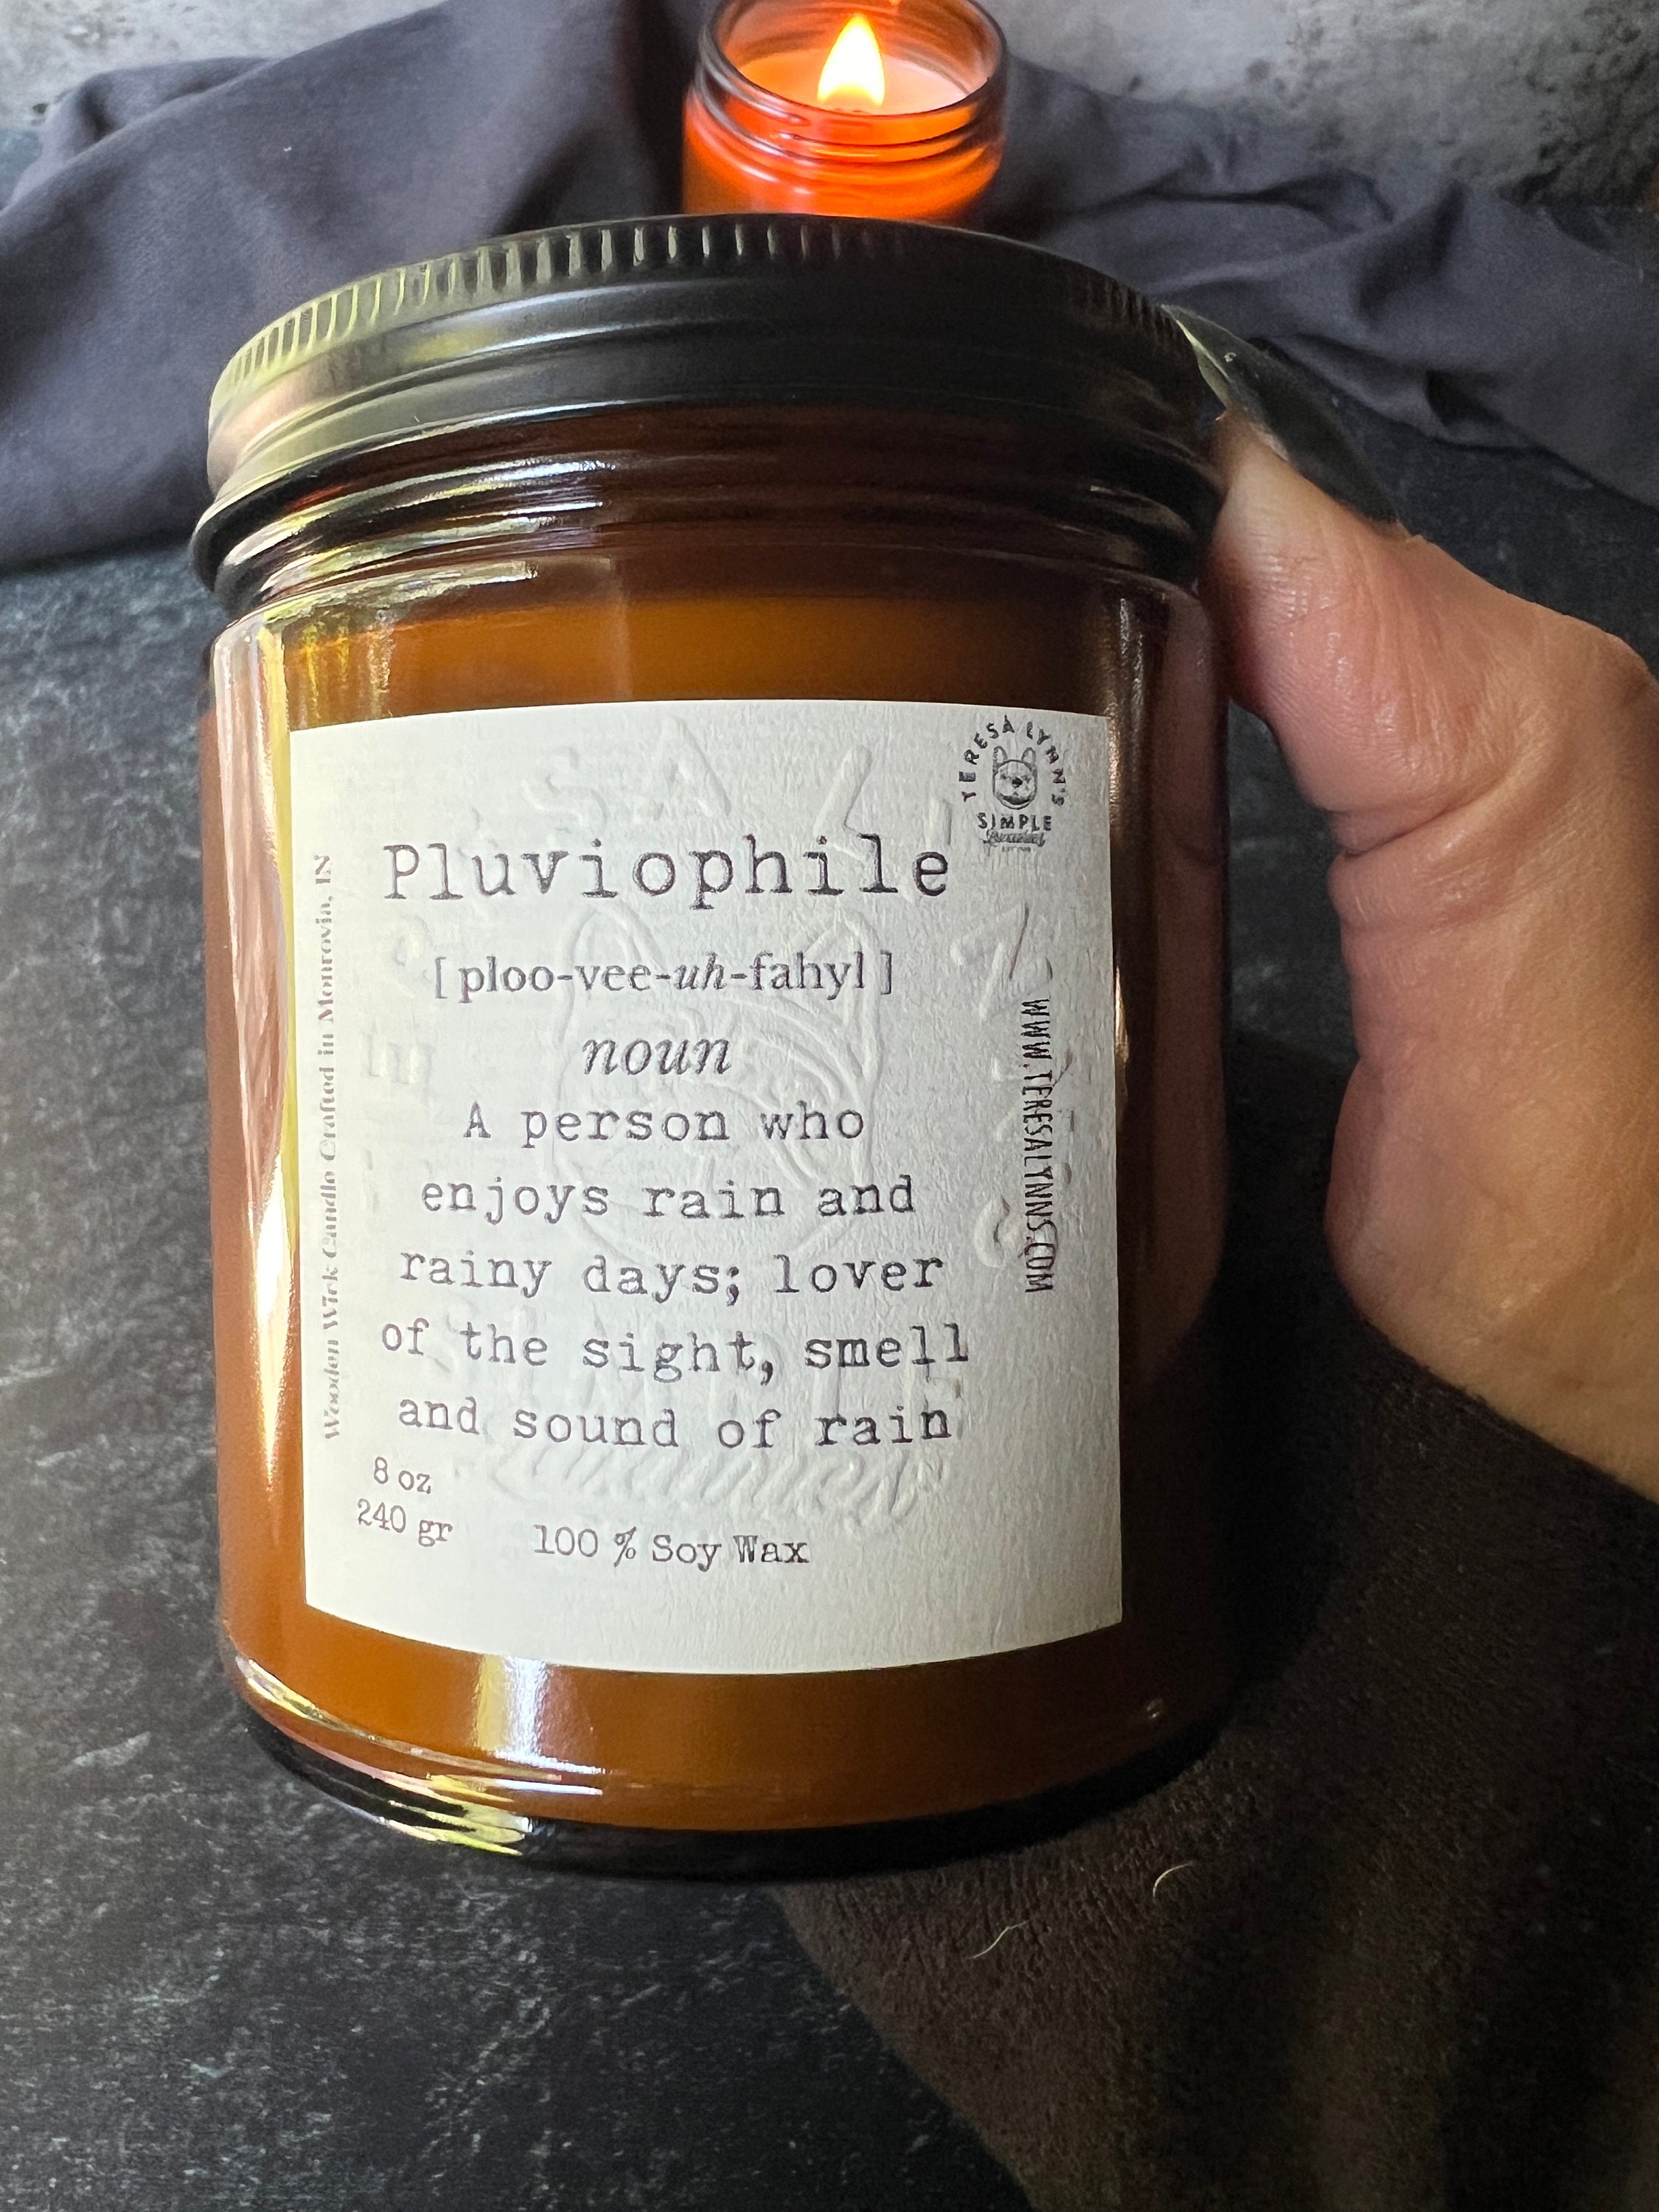 TERESA LYNN'S
SIMPLE
Pluviophile
[ploo-vee-uh-fahyl]
noun
A person who
enjoys rain and
rainy days; lover
of the sight, smell
and sound of rain
8 oz
240 gr
100 % Soy Wax
Wooden Wick Candle Crafted in Monrovia, IN
WWW.TERESALYNNS.COM